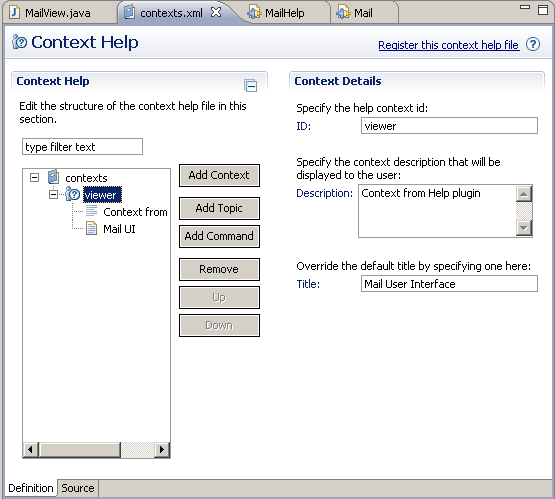 MailView.java contexts.xml MailHelp Mail
Context Help
Register this context help file
Context Help
Edit the structure of the context help file in this
section.
type filter text
contexts
viewer
Context from
Mail UI
Add Context
Add Topic
Add Command
Remove
Up
Down
Context Details
Specify the help context id:
ID: viewer
Specify the context description that will be
displayed to the user:
Description: Context from Help plugin
Override the default title by specifying one here:
Title: Mail User Interface
Definition Source